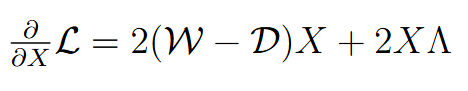 ∂/∂X 𝓛 = 2(𝓦 − 𝓓)X + 2XΛ